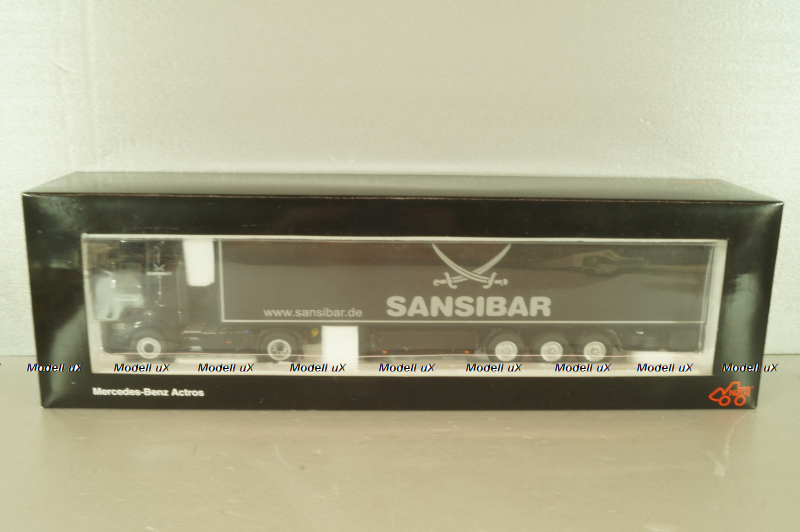 www.sansibar.de
SANSIBAR
Modell uX Modell uX Modell uX Modell uX Modell uX Modell uX Modell uX Modell uX Modell uX
Mercedes-Benz Actros
NZG